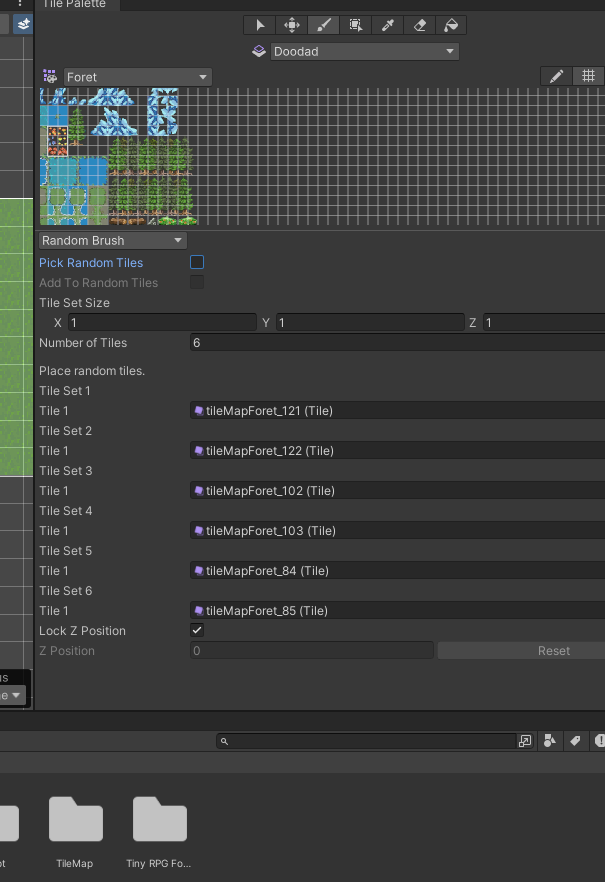 Tile Palette
Doodad
Foret
Random Brush
Pick Random Tiles
Add To Random Tiles
Tile Set Size
X 1 Y 1 Z 1
Number of Tiles 6
Place random tiles.
Tile Set 1
Tile 1 tileMapForet_121 (Tile)
Tile Set 2
Tile 1 tileMapForet_122 (Tile)
Tile Set 3
Tile 1 tileMapForet_102 (Tile)
Tile Set 4
Tile 1 tileMapForet_103 (Tile)
Tile Set 5
Tile 1 tileMapForet_84 (Tile)
Tile Set 6
Tile 1 tileMapForet_85 (Tile)
Lock Z Position
Z Position 0 Reset
TileMap Tiny RPG Fo...